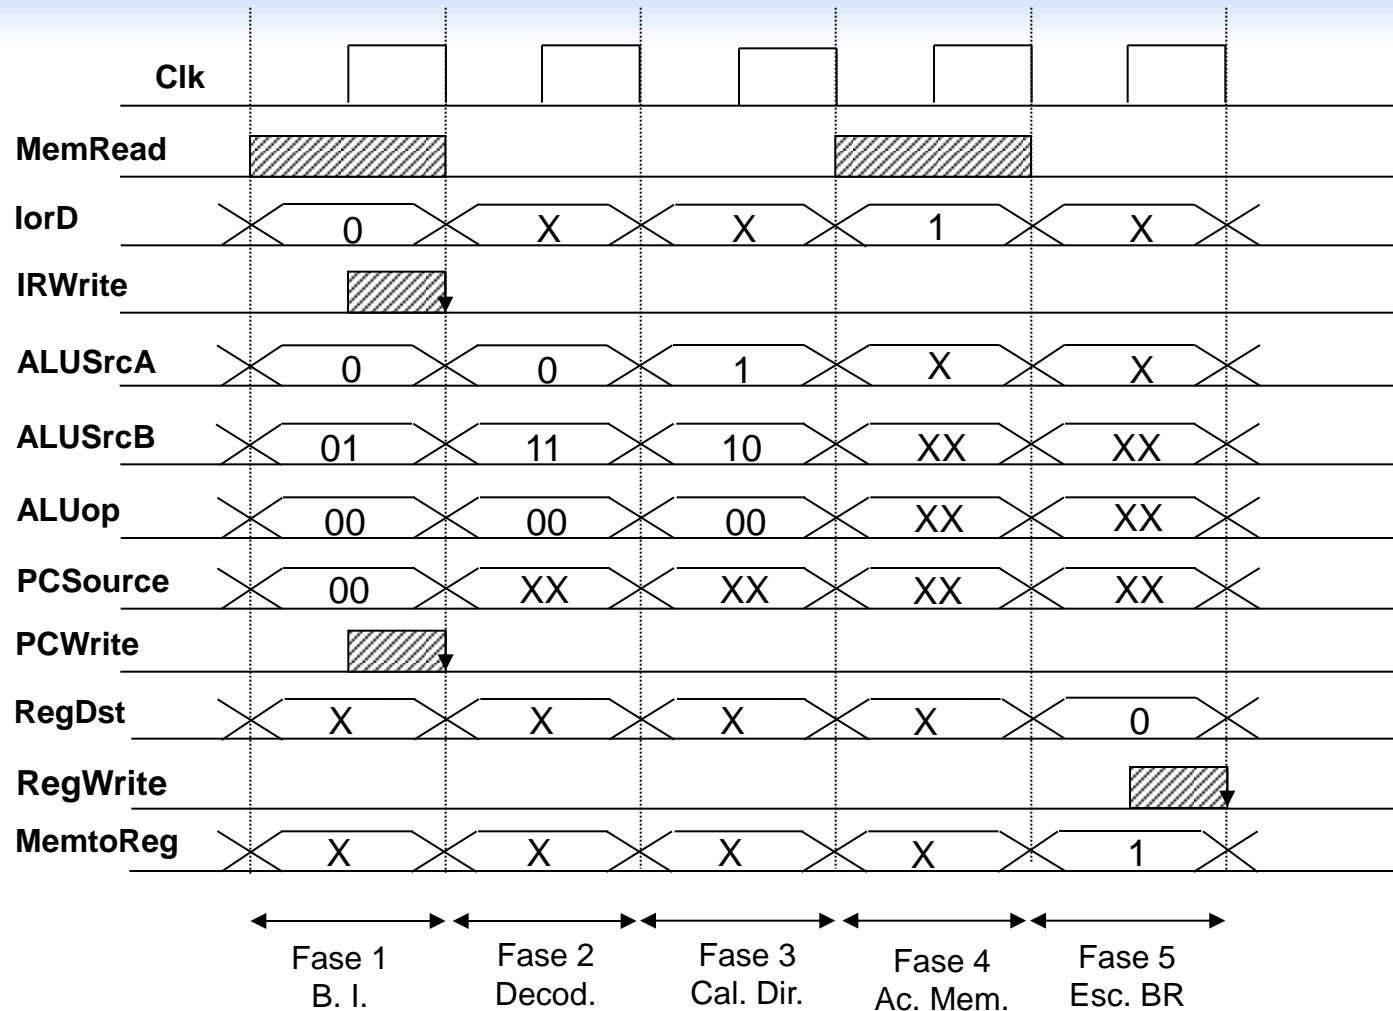 Clk
MemRead
IorD 0 X X 1 X
IRWrite
ALUSrcA 0 0 1 X X
ALUSrcB 01 11 10 XX XX
ALUop 00 00 00 XX XX
PCSource 00 XX XX XX XX
PCWrite
RegDst X X X X 0
RegWrite
MemtoReg X X X X 1
Fase 1 Fase 2 Fase 3 Fase 4 Fase 5
B. I. Decod. Cal. Dir. Ac. Mem. Esc. BR